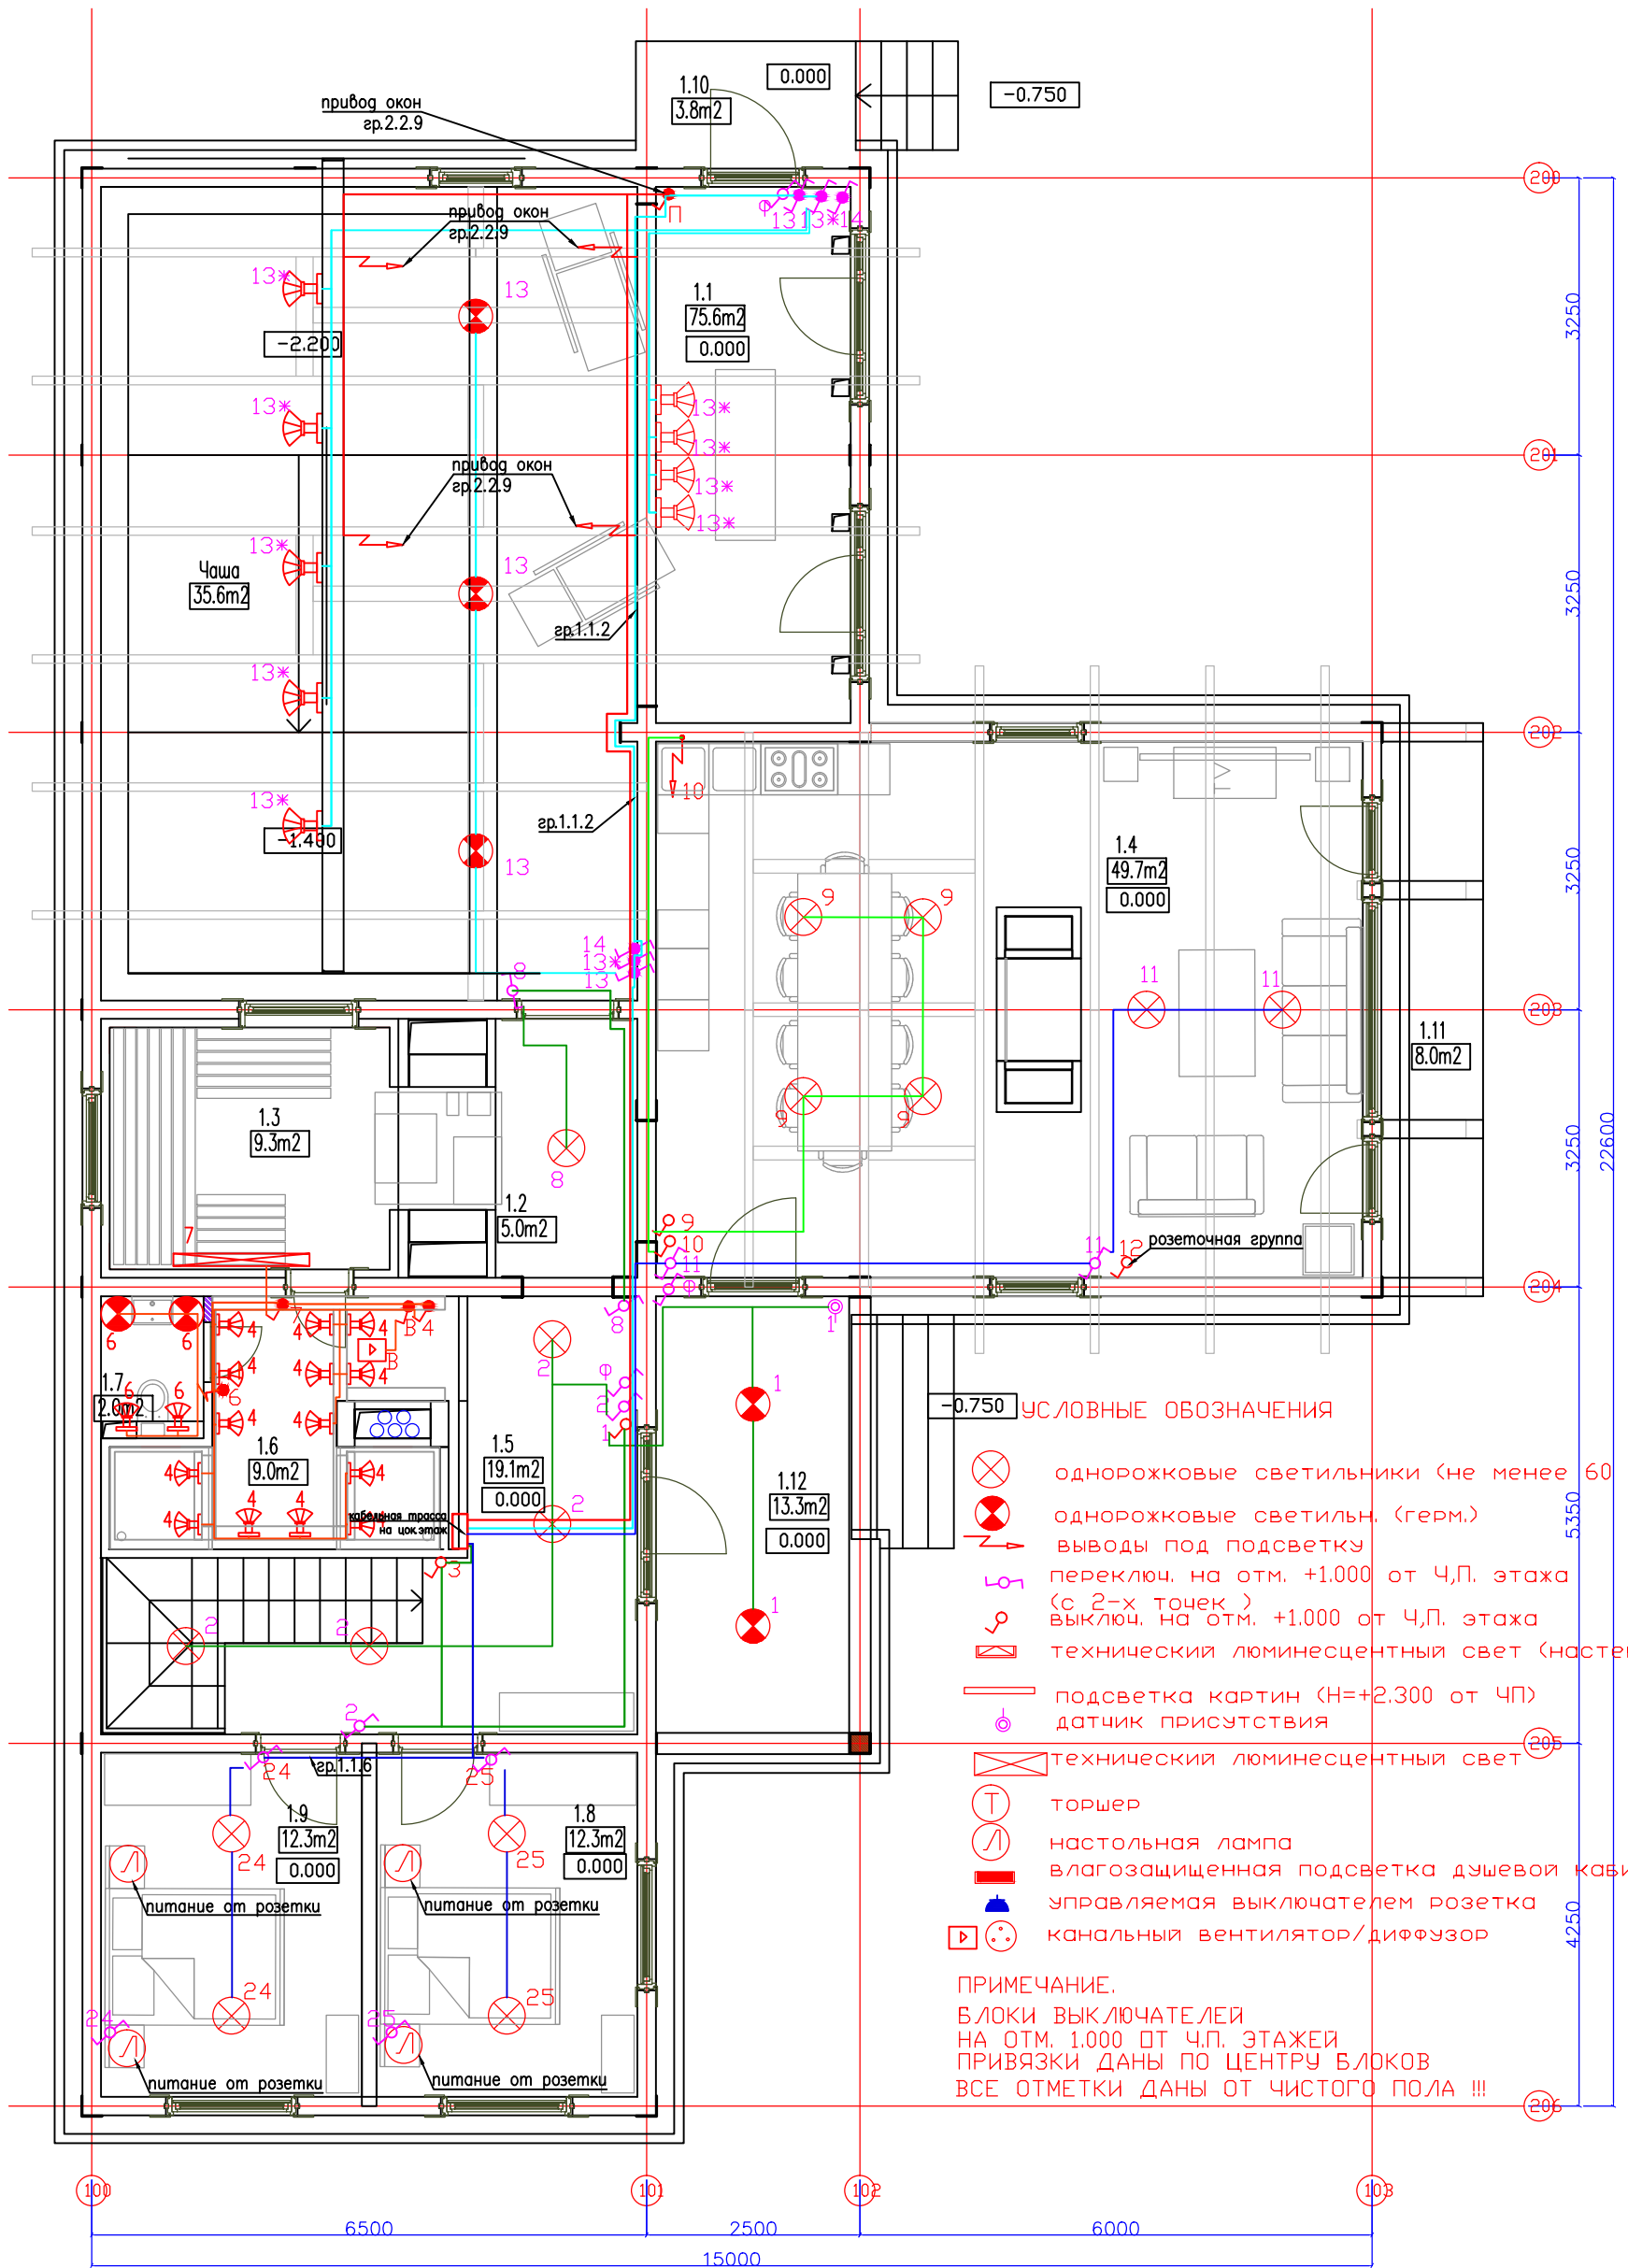 0.000
-0.750
1.10
3.8m2
привод окон
гр.2.2.9
200
П
Ф
13
13*
14
привод окон
гр.2.2.9
13*
13
1.1
75.6m2
0.000
3250
-2.200
13*
13*
13*
13*
13*
201
привод окон
гр.2.2.9
13*
13
Чаша
35.6m2
3250
гр.1.1.2
13*
202
10
гр.1.1.2
13*
-1.400
13
1.4
49.7m2
0.000
3250
9
9
14
13*
13
8
11
11
203
1.11
8.0m2
1.3
9.3m2
9
9
3250
22600
8
1.2
5.0m2
7
9
10
11
Ф
11
12
розеточная группа
204
6
6
4
4
7
В
4
8
1
2
4
4
4
4
В
Ф
2
1
1
1.7
2.0m2
6
6
6
4
4
-0.750
УСЛОВНЫЕ ОБОЗНАЧЕНИЯ
1.6
9.0m2
1.5
19.1m2
0.000
1.12
13.3m2
0.000
4
4
4
4
4
4
2
кабельная трасса
на цок.этаж
однорожковые светильники (не менее 60
однорожковые светильн. (герм.)
выводы под подсветку
переключ. на отм. +1.000 от Ч,П. этажа
(с 2-х точек )
выключ. на отм. +1.000 от Ч,П. этажа
технический люминесцентный свет (насте
подсветка картин (H=+2.300 от ЧП)
датчик присутствия
5350
3
2
2
1
2
205
технический люминесцентный свет
24
гр.1.1.6
25
торшер
1.9
12.3m2
0.000
1.8
12.3m2
0.000
настольная лампа
24
25
влагозащищенная подсветка душевой каби
питание от розетки
питание от розетки
управляемая выключателем розетка
канальный вентилятор/диффузор
4250
24
25
24
25
ПРИМЕЧАНИЕ.
БЛОКИ ВЫКЛЮЧАТЕЛЕЙ
НА ОТМ. 1.000 ОТ Ч.П. ЭТАЖЕЙ
ПРИВЯЗКИ ДАНЫ ПО ЦЕНТРУ БЛОКОВ
ВСЕ ОТМЕТКИ ДАНЫ ОТ ЧИСТОГО ПОЛА !!!
питание от розетки
питание от розетки
206
100
101
102
103
6500
2500
6000
15000